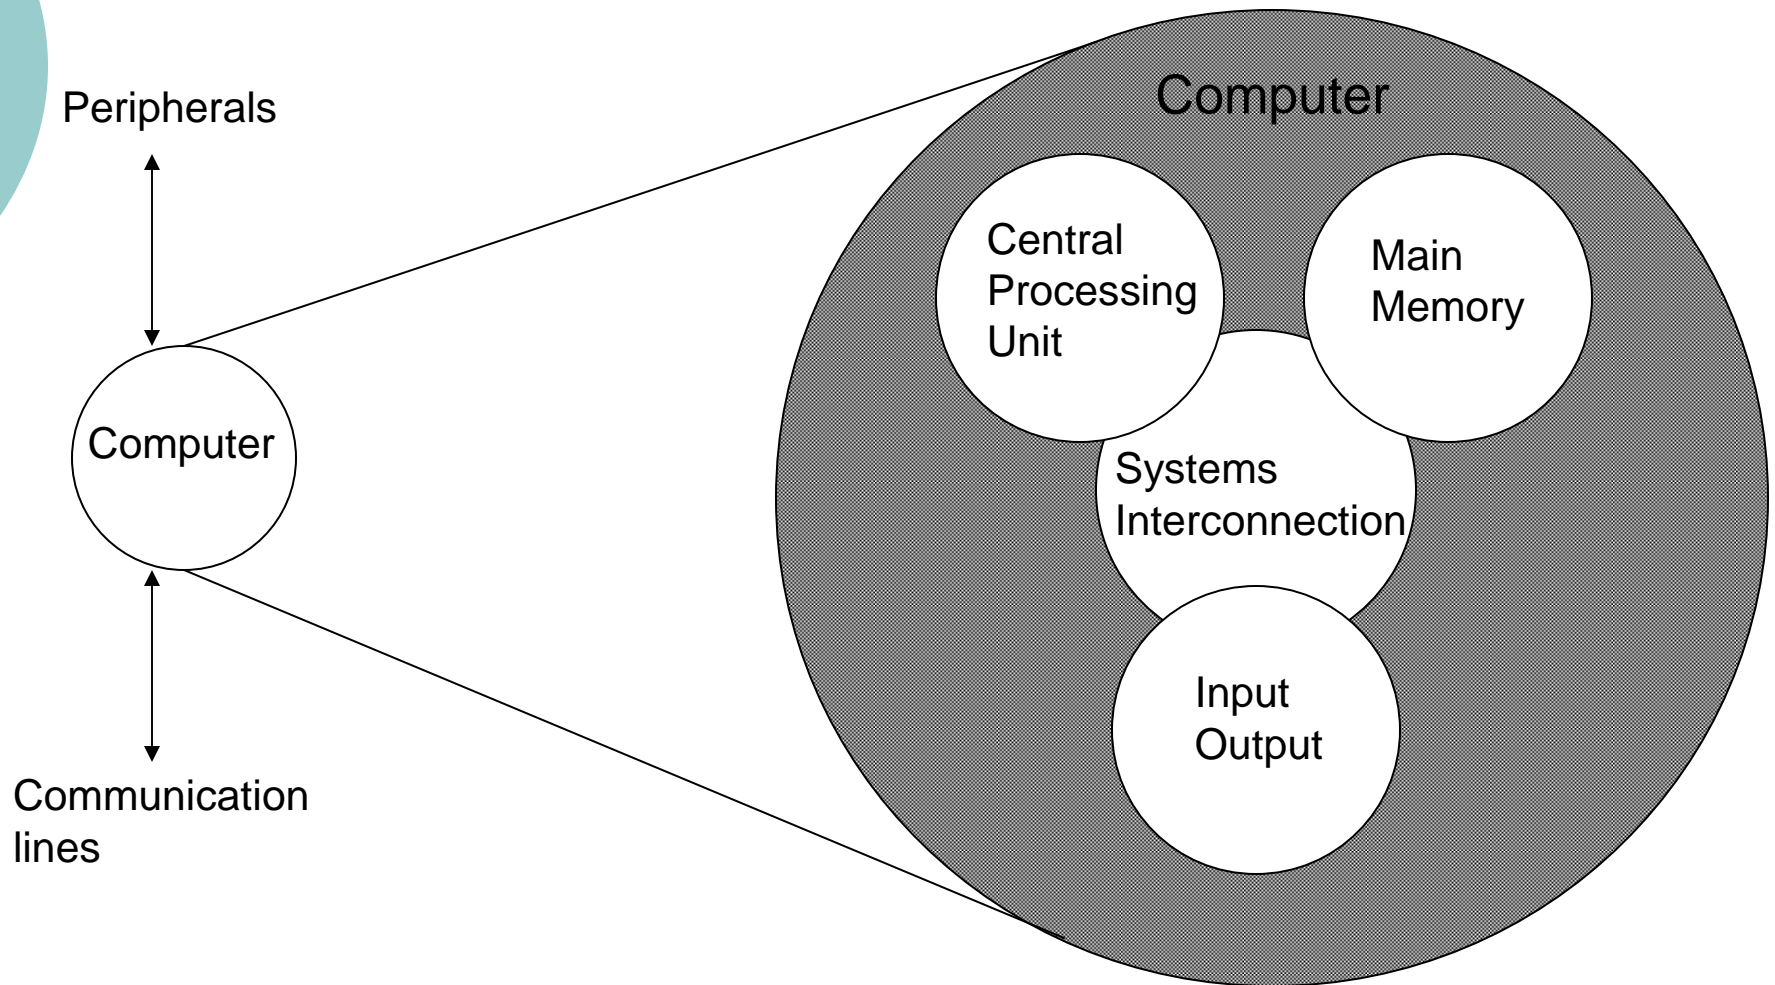 Peripherals
Computer
Communication
lines
Computer
Central
Processing
Unit
Main
Memory
Systems
Interconnection
Input
Output